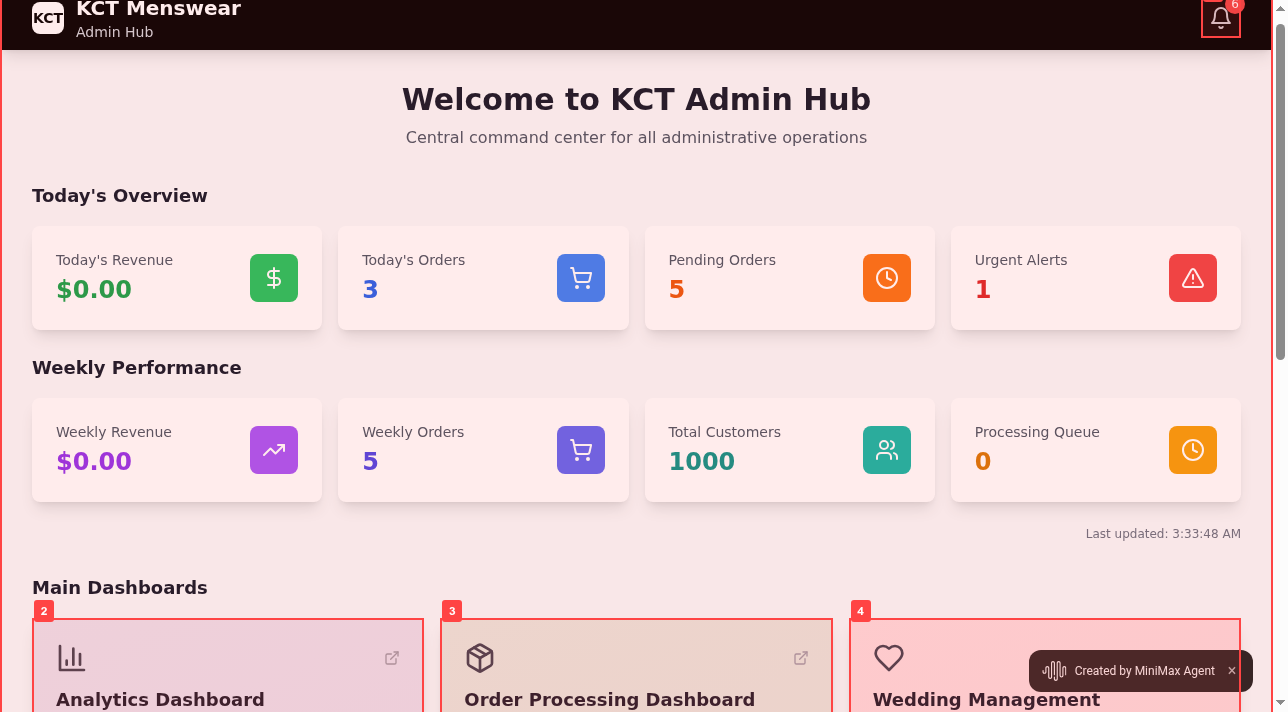 KCT
KCT Menswear
Admin Hub
6
Welcome to KCT Admin Hub
Central command center for all administrative operations
Today's Overview
Today's Revenue
$0.00
Today's Orders
3
Pending Orders
5
Urgent Alerts
1
Weekly Performance
Weekly Revenue
$0.00
Weekly Orders
5
Total Customers
1000
Processing Queue
0
Last updated: 3:33:48 AM
Main Dashboards
2
3
4
Analytics Dashboard
Order Processing Dashboard
Wedding Management
Created by MiniMax Agent ×